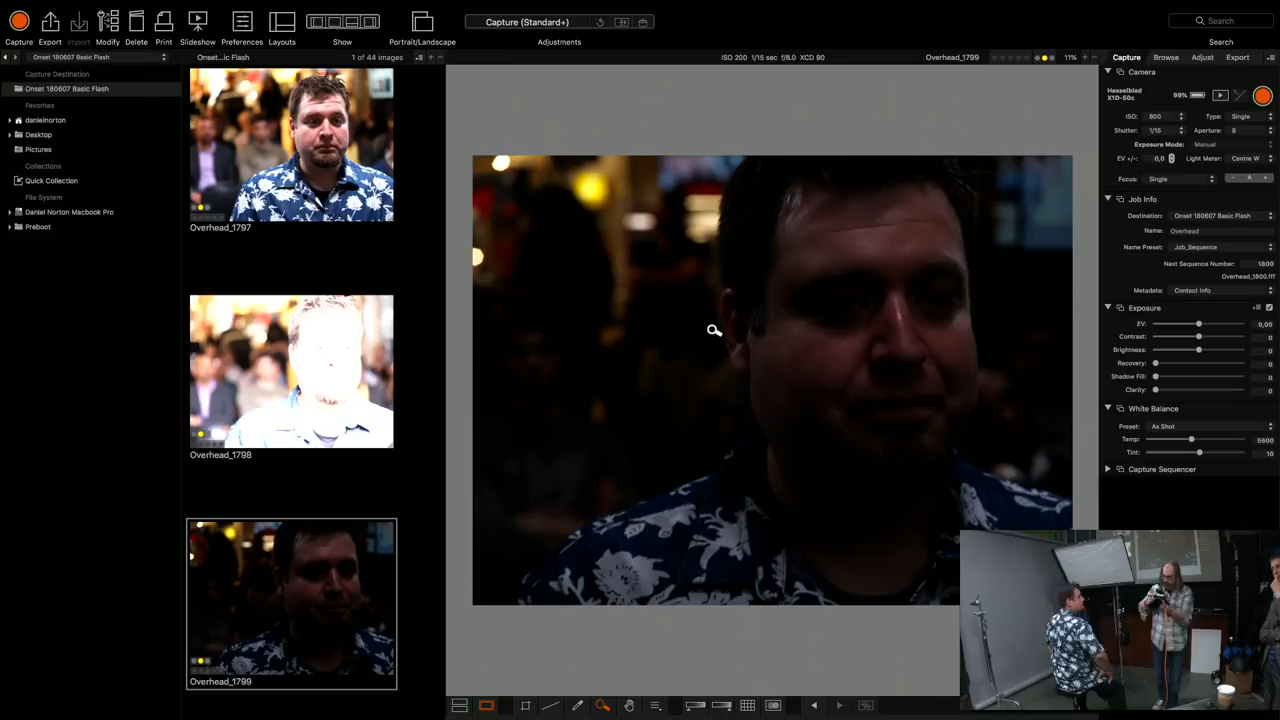 Capture Export Import Modify Delete Print Slideshow Preferences Layouts Show Portrait/Landscape
Capture (Standard+)
Adjustments
Search
Search
Onset 180607 Basic Flash
Onset...ic Flash
1 of 44 images
ISO 200 1/15 sec f/8.0 XCD 90
Overhead_1799
11%
Capture Browse Adjust Export
Capture Destination
Onset 180607 Basic Flash
Favorites
danielnorton
Desktop
Pictures
Collections
Quick Collection
File System
Daniel Norton Macbook Pro
Preboot
Overhead_1797
Overhead_1798
Overhead_1799
Camera
Hasselblad
X1D-50c
99%
ISO: 800 Type: Single
Shutter: 1/15 Aperture: 8
Exposure Mode: Manual
EV +/-: 0,0 Light Meter: Centre W
Focus: Single - A +
Job Info
Destination: Onset 180607 Basic Flash
Name: Overhead
Name Preset: Job_Sequence
Next Sequence Number: 1800
Overhead_1800.fff
Metadata: Contact Info
Exposure
EV: 0,00
Contrast: 0
Brightness: 0
Recovery: 0
Shadow Fill: 0
Clarity: 0
White Balance
Preset: As Shot
Temp: 5600
Tint: 10
Capture Sequencer